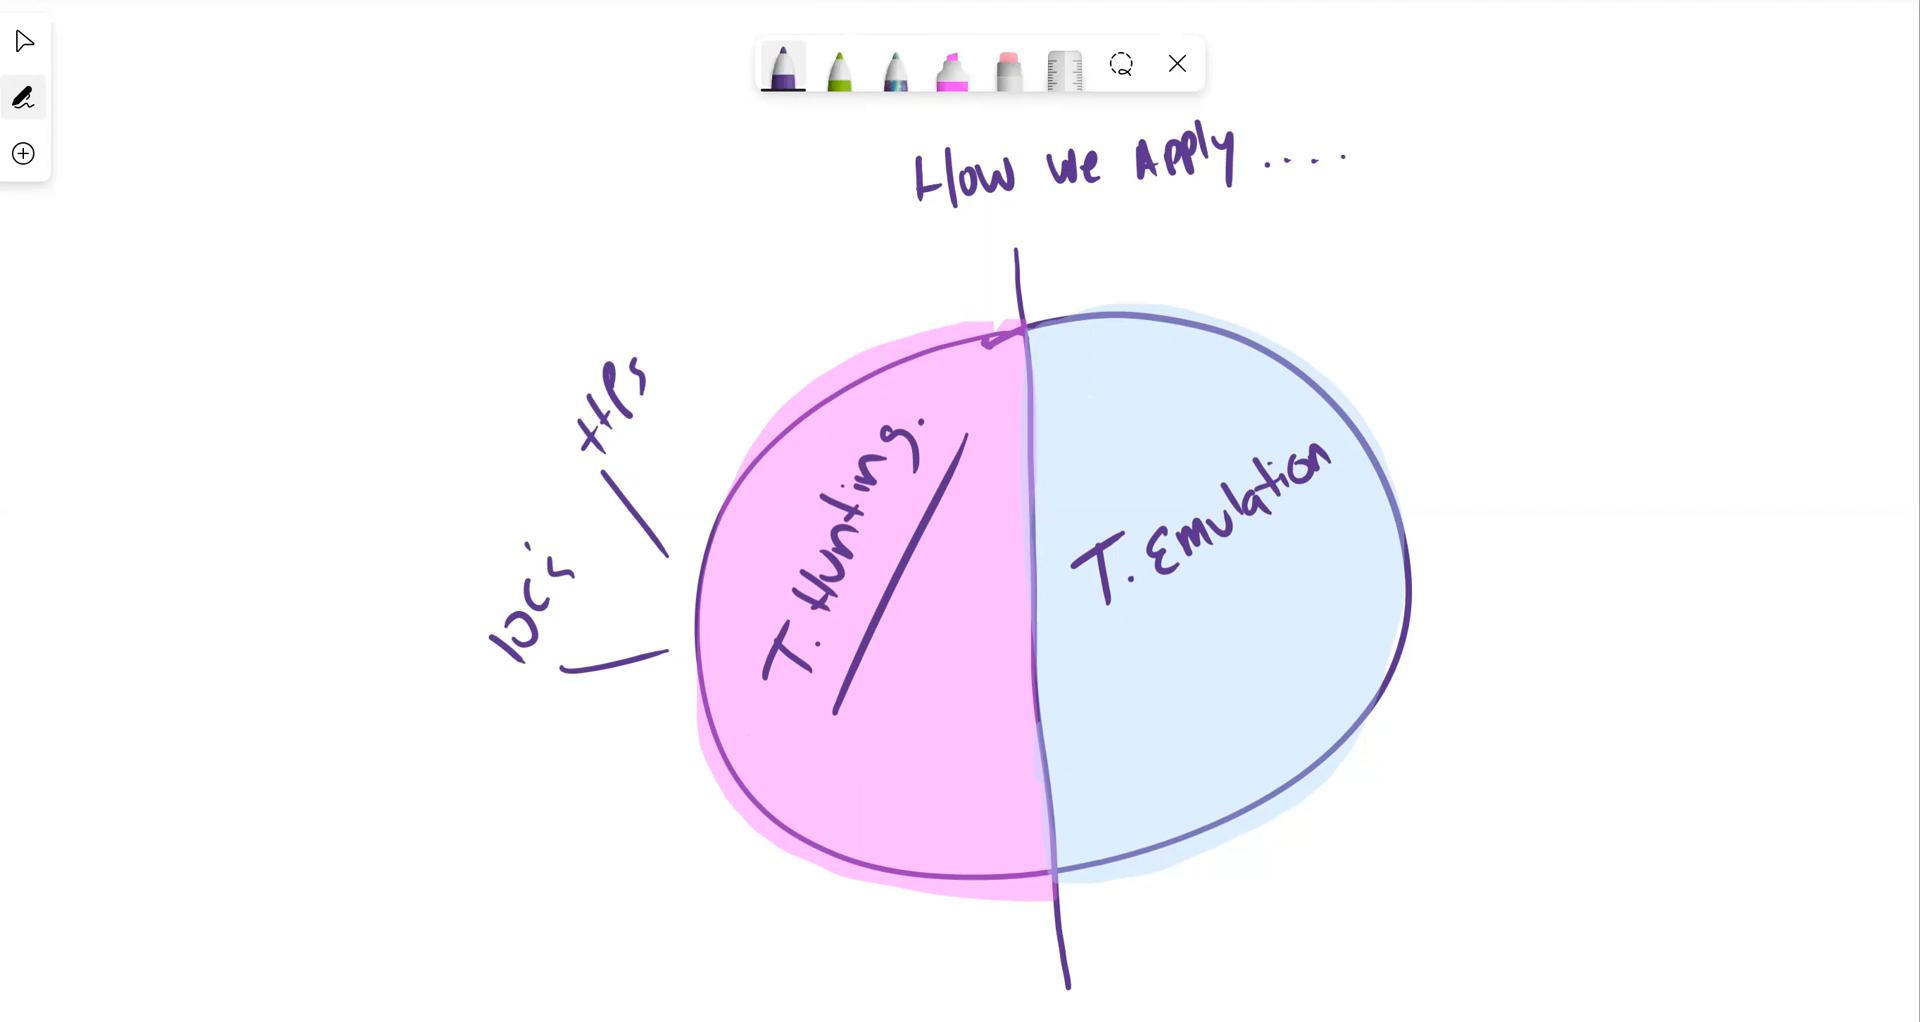 How we Apply ....
ttps
T. Hunting.
T. Emulation
IOC's